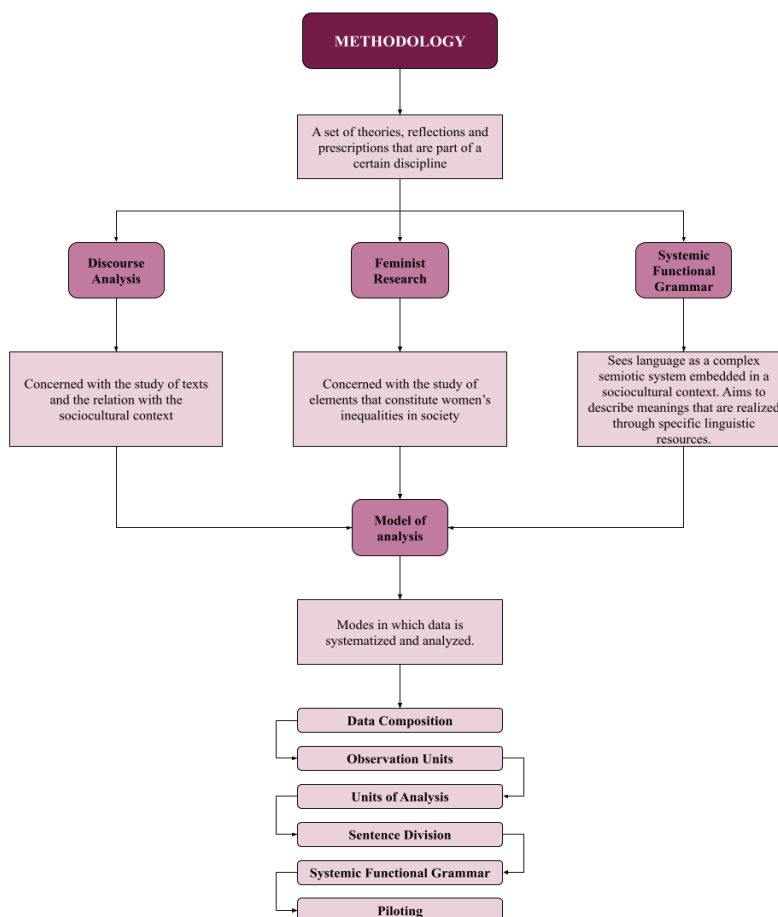 METHODOLOGY
A set of theories, reflections and
prescriptions that are part of a
certain discipline
Discourse
Analysis
Feminist
Research
Systemic
Functional
Grammar
Concerned with the study of texts
and the relation with the
sociocultural context
Concerned with the study of
elements that constitute women’s
inequalities in society
Sees language as a complex
semiotic system embedded in a
sociocultural context. Aims to
describe meanings that are realized
through specific linguistic
resources.
Model of
analysis
Modes in which data is
systematized and analyzed.
Data Composition
Observation Units
Units of Analysis
Sentence Division
Systemic Functional Grammar
Piloting